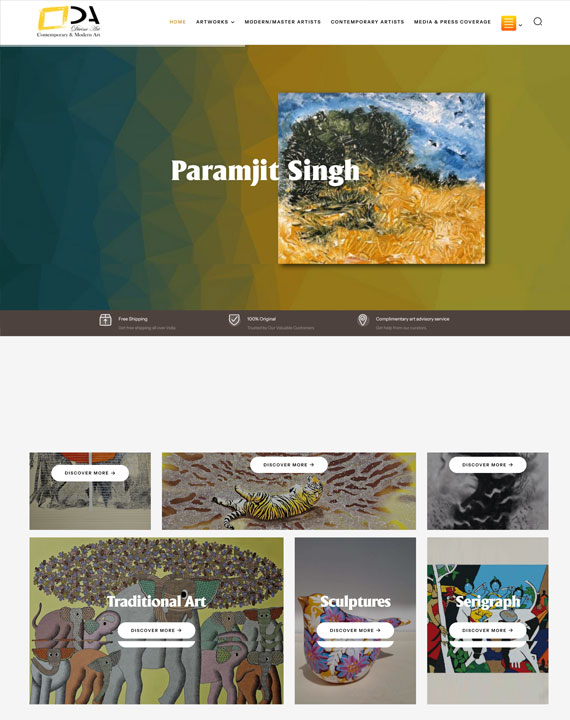 DA
Diverse Art
Contemporary & Modern Art
HOME ARTWORKS MODERN/MASTER ARTISTS CONTEMPORARY ARTISTS MEDIA & PRESS COVERAGE
Paramjit Singh
Free Shipping
Get free shipping all over India
100% Original
Trusted by Our Valuable Customers
Complimentary art advisory service
Get help from our curators
DISCOVER MORE →
DISCOVER MORE →
DISCOVER MORE →
Traditional Art
DISCOVER MORE →
Sculptures
DISCOVER MORE →
Serigraph
DISCOVER MORE →